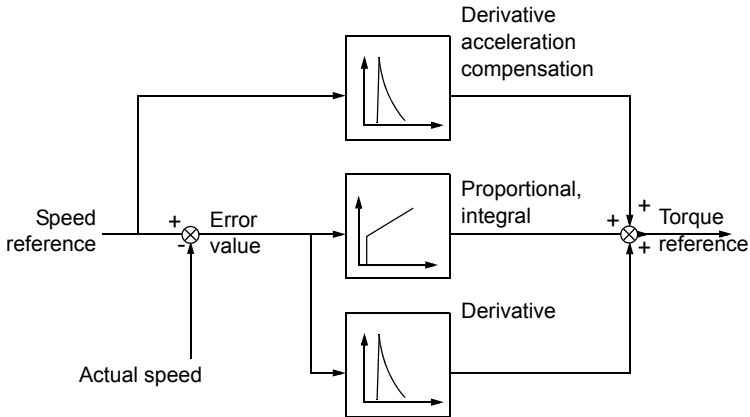 Derivative
acceleration
compensation
Proportional,
integral
Speed
reference
+
-
Error
value
+
+
+
Torque
reference
Derivative
Actual speed